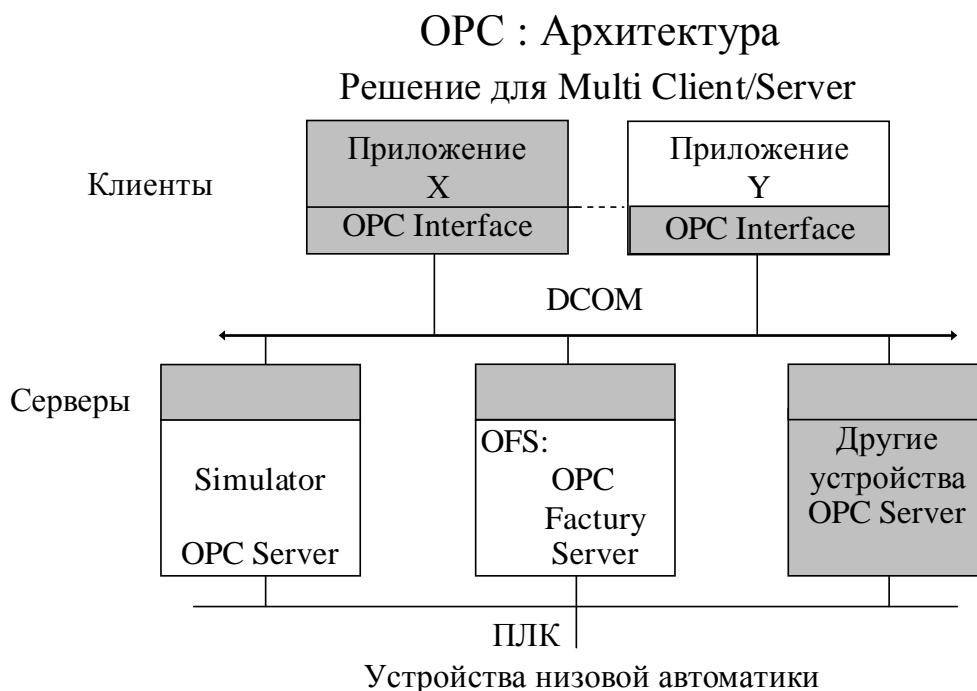 OPC : Архитектура
Решение для Multi Client/Server
Клиенты
Приложение
X
OPC Interface
Приложение
Y
OPC Interface
DCOM
Серверы
Simulator
OPC Server
OFS:
OPC
Factory
Server
Другие
устройства
OPC Server
ПЛК
Устройства низовой автоматики